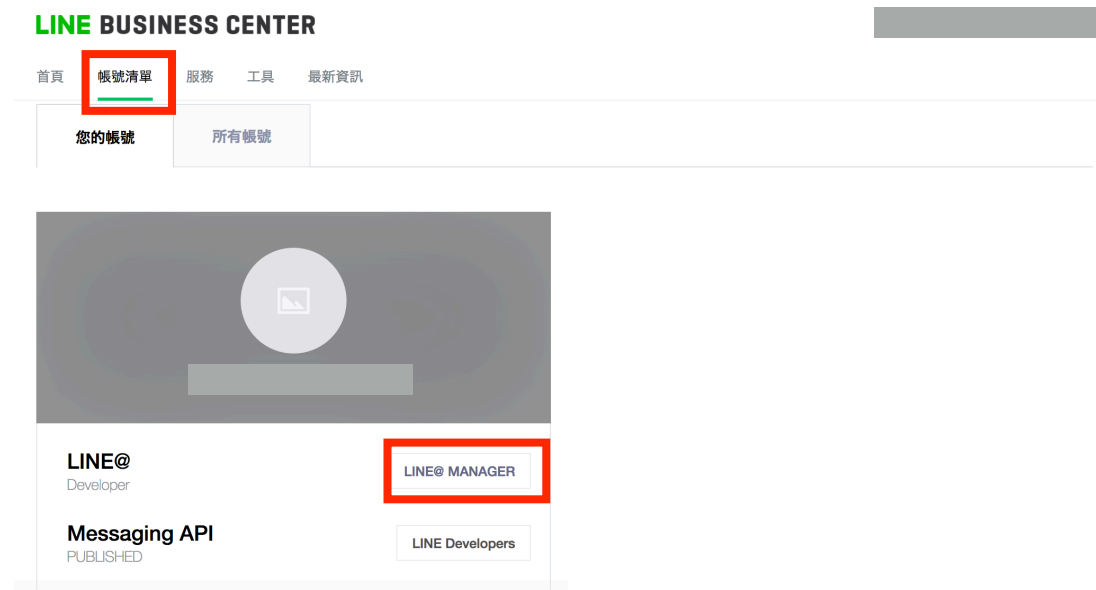 LINE BUSINESS CENTER
首頁 帳號清單 服務 工具 最新資訊
您的帳號 所有帳號
LINE@ LINE@ MANAGER
Developer
Messaging API LINE Developers
PUBLISHED